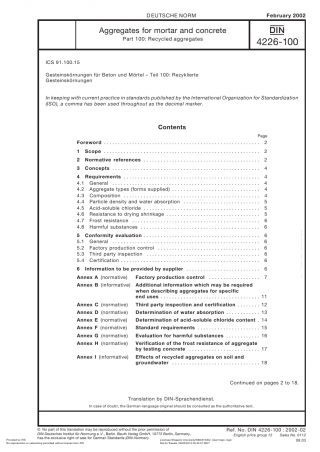 DEUTSCHE NORM February 2002
Aggregates for mortar and concrete
Part 100: Recycled aggregates
DIN
4226-100
ICS 91.100.15
Gesteinskörnungen für Beton und Mörtel – Teil 100: Rezyklierte
Gesteinskörnungen
In keeping with current practice in standards published by the International Organization for Standardization
(ISO), a comma has been used throughout as the decimal marker.
Contents
Page
Foreword 2
1 Scope 2
2 Normative references 2
3 Concepts 4
4 Requirements 4
4.1 General 4
4.2 Aggregate types (forms supplied) 4
4.3 Composition 4
4.4 Particle density and water absorption 5
4.5 Acid-soluble chloride 5
4.6 Resistance to drying shrinkage 5
4.7 Frost resistance 6
4.8 Harmful substances 6
5 Conformity evaluation 6
5.1 General 6
5.2 Factory production control 6
5.3 Third party inspection 6
5.4 Certification 6
6 Information to be provided by supplier 6
Annex A (normative) Factory production control 7
Annex B (informative) Additional information which may be required
when describing aggregates for specific
end uses 11
Annex C (normative) Third party inspection and certification 12
Annex D (normative) Determination of water absorption 13
Annex E (normative) Determination of acid-soluble chloride content 14
Annex F (normative) Standard requirements 15
Annex G (normative) Evaluation for harmful substances 16
Annex H (normative) Verification of the frost resistance of aggregate
by testing concrete 17
Annex I (informative) Effects of recycled aggregates on soil and
groundwater 18
Continued on pages 2 to 18.
Translation by DIN-Sprachendienst.
In case of doubt, the German-language original should be consulted as the authoritative text.
© No part of this translation may be reproduced without the prior permission of
DIN Deutsches Institut für Normung e.V., Berlin. Beuth Verlag GmbH, 10772 Berlin, Germany,
has the exclusive right of sale for German Standards (DIN-Normen).
Ref. No. DIN 4226-100 : 2002-02
English price group 12 Sales No. 0112